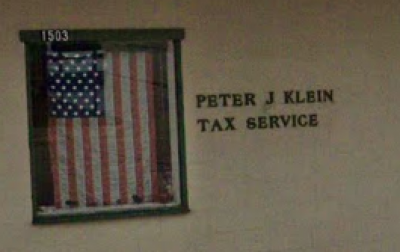 1503
PETER J KLEIN
TAX SERVICE